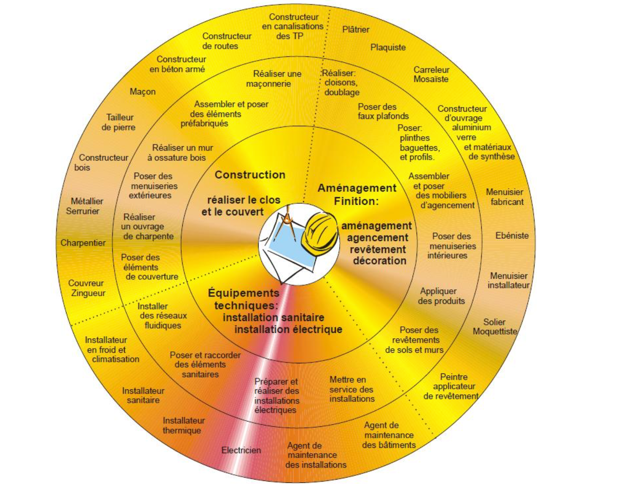 Constructeur
en canalisations
des TP
Plâtrier
Plaquiste
Carreleur
Mosaïste
Constructeur
d'ouvrage
aluminium
verre
et matériaux
de synthèse
Menuisier
fabricant
Ebéniste
Menuisier
installateur
Solier
Moquettiste
Peintre
applicateur
de revêtement
Agent de
maintenance
des bâtiments
Agent de
maintenance
des installations
Electricien
Installateur
thermique
Installateur
sanitaire
Installateur
en froid et
climatisation
Couvreur
Zingueur
Charpentier
Métallier
Serrurier
Constructeur
bois
Tailleur
de pierre
Maçon
Constructeur
en béton armé
Constructeur
de routes
Réaliser une
maçonnerie
Réaliser:
cloisons,
doublage
Poser des
faux plafonds
Poser:
plinthes
baguettes,
et profils.
Assembler
et poser
des mobiliers
d'agencement
Poser des
menuiseries
intérieures
Appliquer
des produits
Poser des
revêtements
de sols et murs
Mettre en
service des
installations
Préparer et
réaliser des
installations
électriques
Poser et raccorder
des éléments
sanitaires
Installer
des réseaux
fluidiques
Poser des
éléments
de couverture
Réaliser
un ouvrage
de charpente
Poser des
menuiseries
extérieures
Réaliser un mur
à ossature bois
Assembler et poser
des éléments
préfabriqués
Construction
réaliser le clos
et le couvert
Aménagement
Finition:
aménagement
agencement
revêtement
décoration
Équipements
techniques:
installation sanitaire
installation électrique